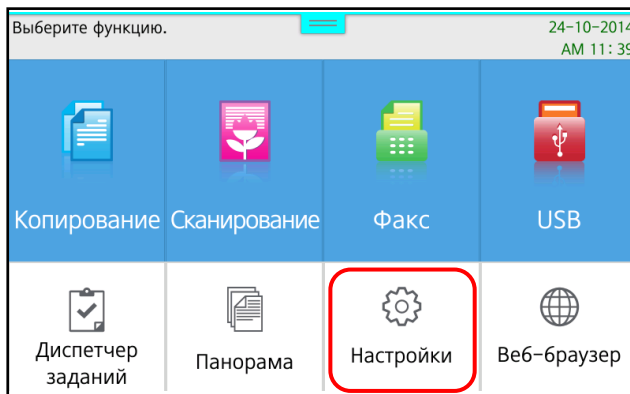 Выберите функцию.
24-10-2014
AM 11: 39
Копирование
Сканирование
Факс
USB
Диспетчер
заданий
Панорама
Настройки
Веб-браузер